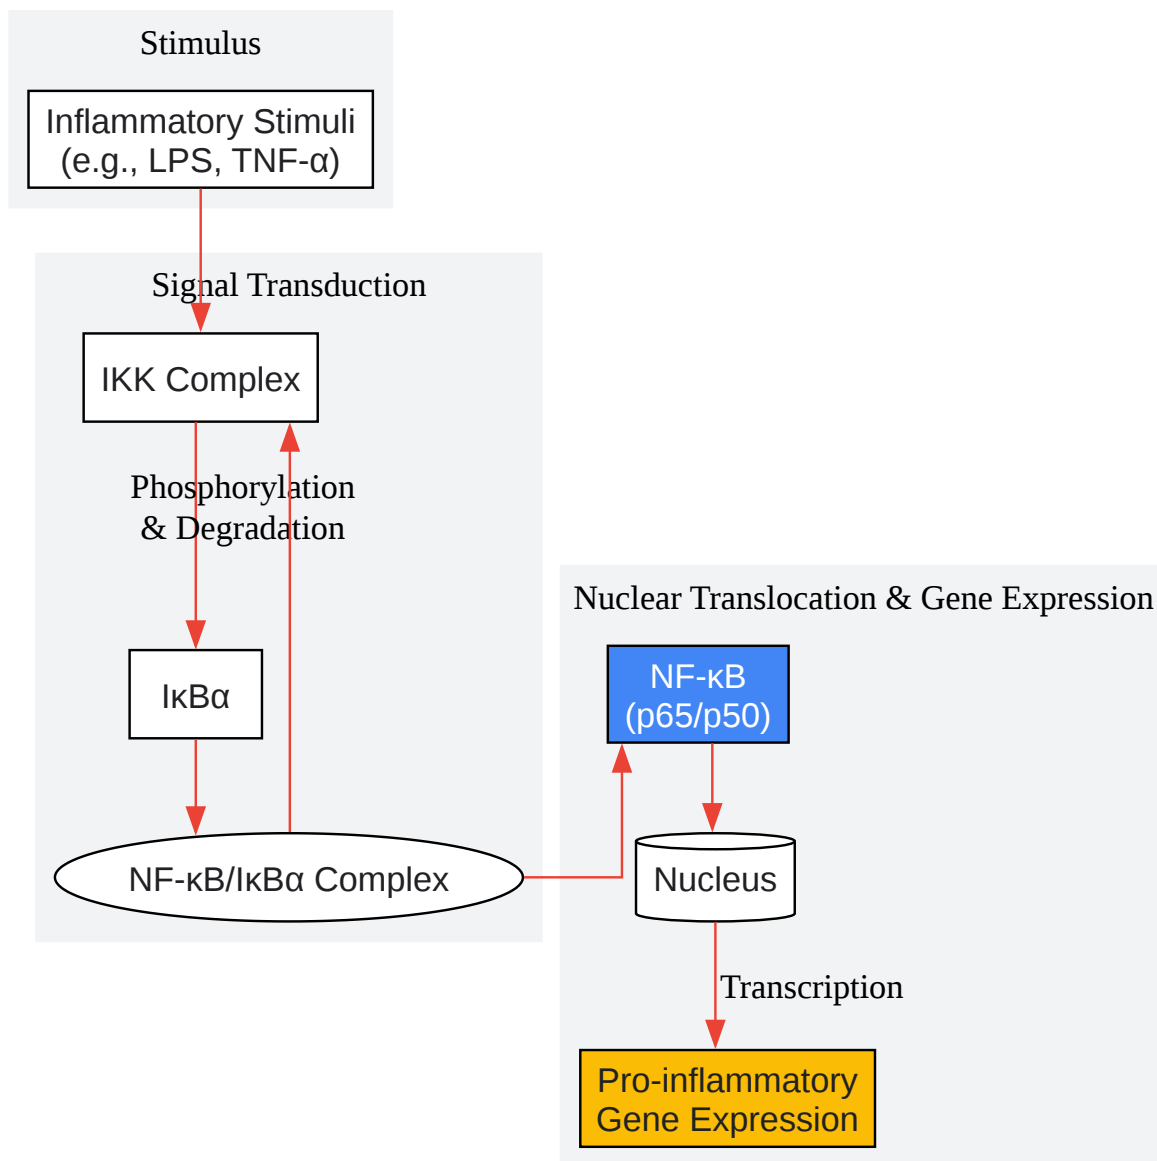 Stimulus
Inflammatory Stimuli
(e.g., LPS, TNF-α)
Signal Transduction
IKK Complex
Phosphorylation
& Degradation
IκBα
NF-κB/IκBα Complex
Nuclear Translocation & Gene Expression
NF-κB
(p65/p50)
Nucleus
Transcription
Pro-inflammatory
Gene Expression